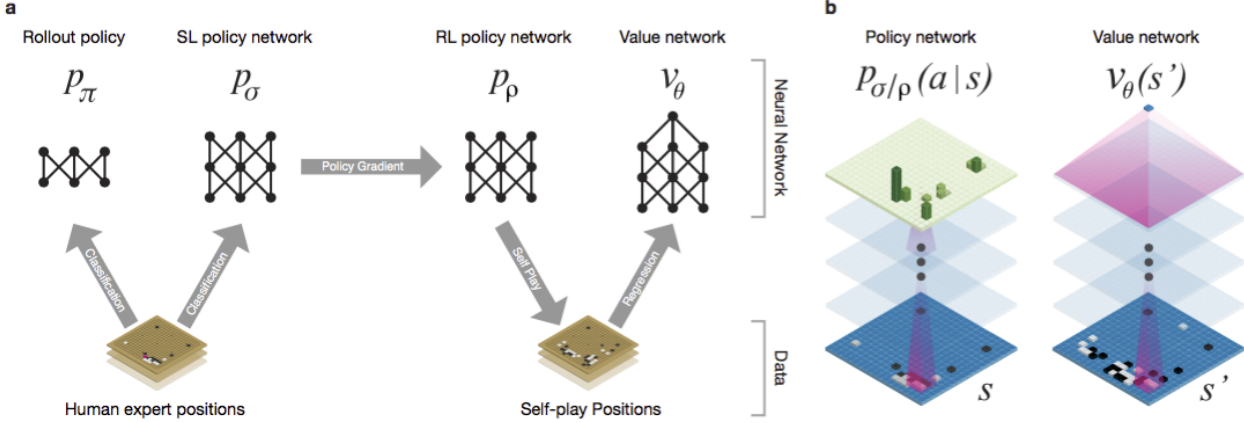 a
Rollout policy
SL policy network
RL policy network
Value network
pπ
pσ
pρ
vθ
Policy Gradient
Classification
Classification
Self Play
Regression
Human expert positions
Self-play Positions
Neural Network
Data
b
Policy network
Value network
pσ/ρ(a|s)
vθ(s’)
s
s’